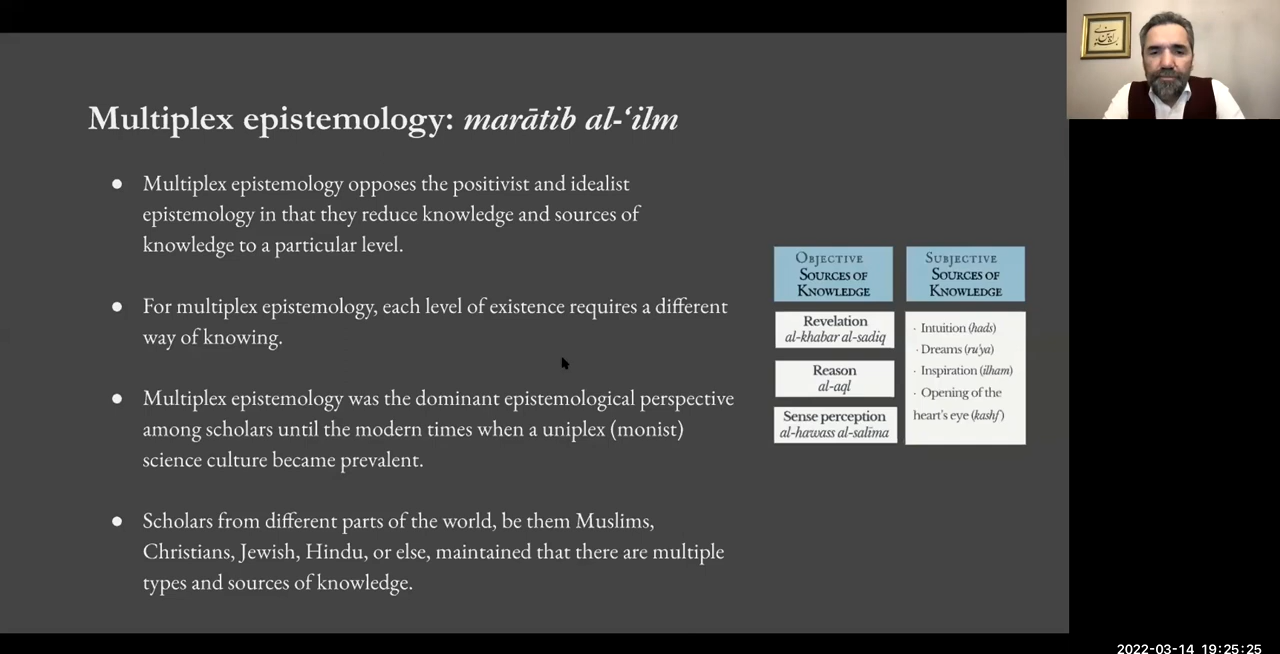 Multiplex epistemology: marātib al-‘ilm
● Multiplex epistemology opposes the positivist and idealist
epistemology in that they reduce knowledge and sources of
knowledge to a particular level.
● For multiplex epistemology, each level of existence requires a different
way of knowing.
● Multiplex epistemology was the dominant epistemological perspective
among scholars until the modern times when a uniplex (monist)
science culture became prevalent.
● Scholars from different parts of the world, be them Muslims,
Christians, Jewish, Hindu, or else, maintained that there are multiple
types and sources of knowledge.
Objective
Sources of
Knowledge
Revelation
al-khabar al-sadiq
Reason
al-aql
Sense perception
al-hawass al-salima
Subjective
Sources of
Knowledge
· Intuition (hads)
· Dreams (ru'ya)
· Inspiration (ilham)
· Opening of the
heart's eye (kashf)
2022-03-14 19:25:25